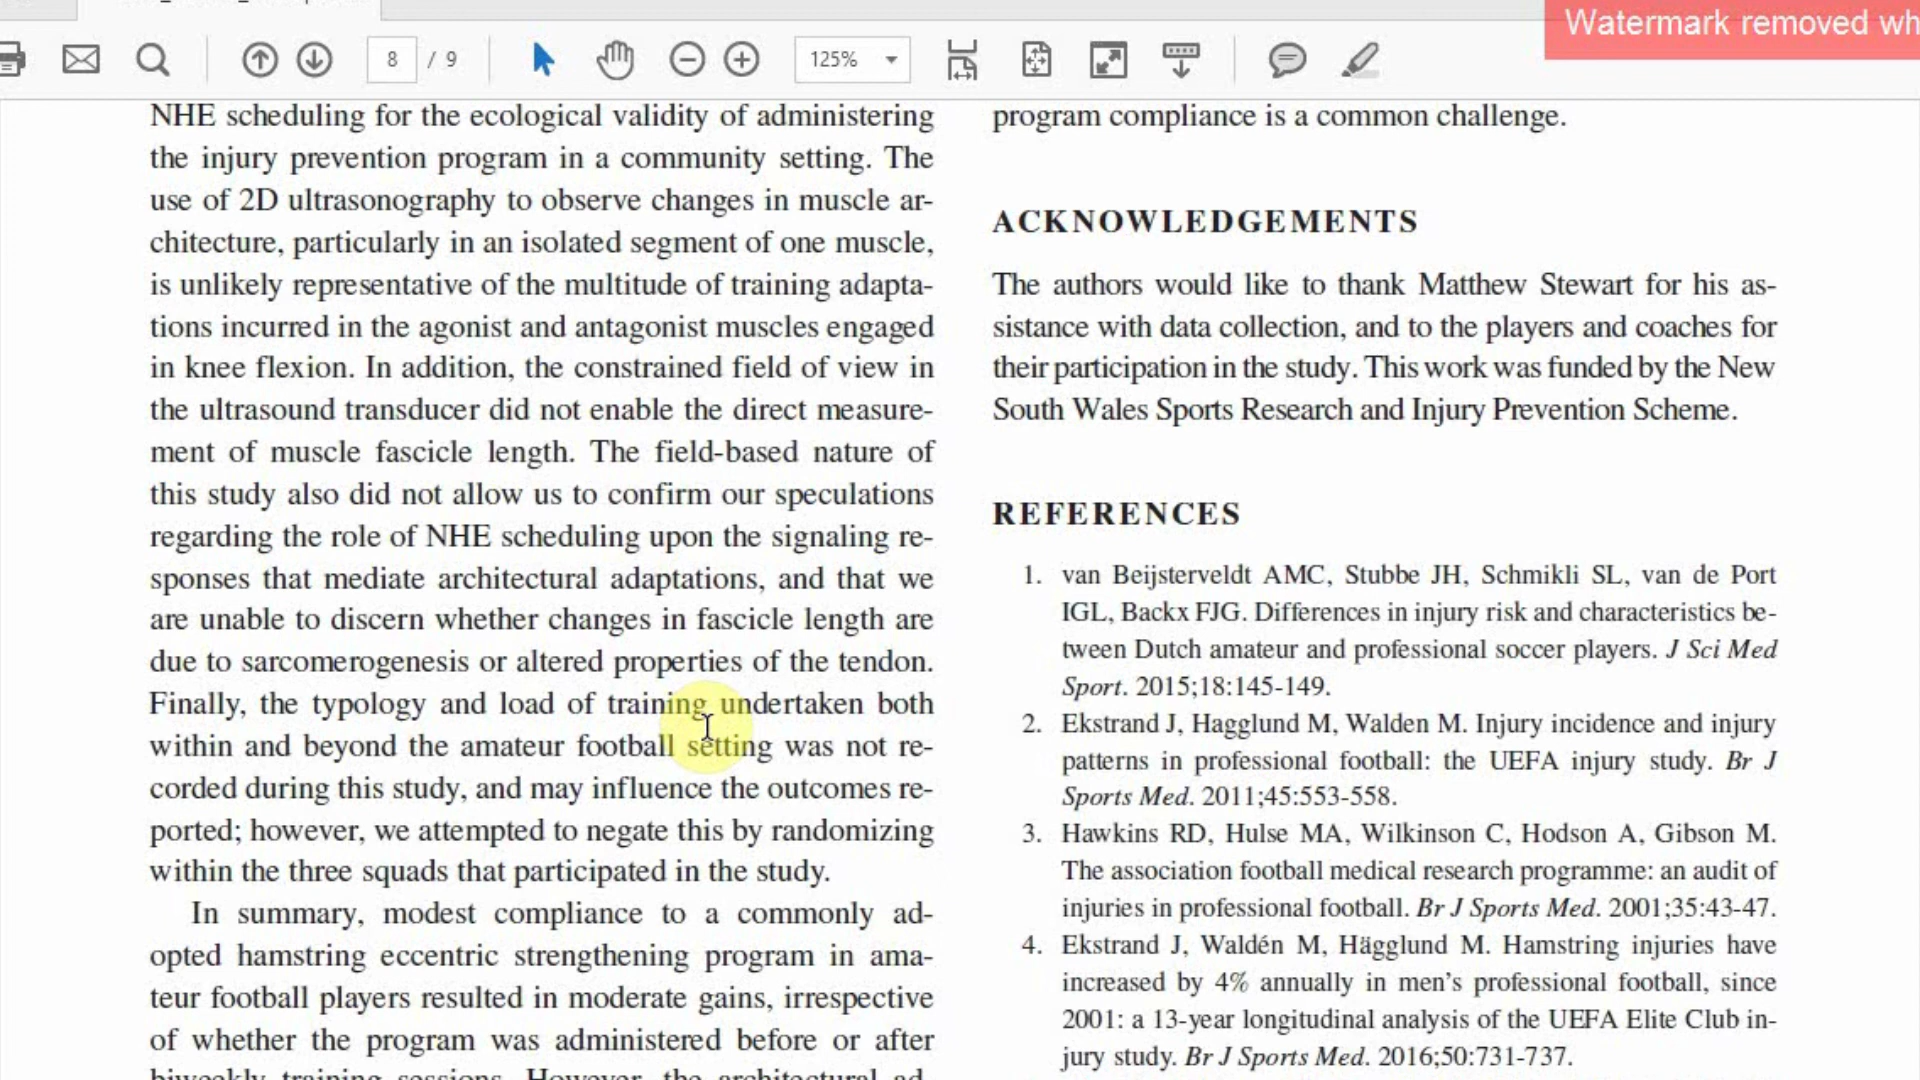 Watermark removed wh
8 / 9
125%
NHE scheduling for the ecological validity of administering
the injury prevention program in a community setting. The
use of 2D ultrasonography to observe changes in muscle ar-
chitecture, particularly in an isolated segment of one muscle,
is unlikely representative of the multitude of training adapta-
tions incurred in the agonist and antagonist muscles engaged
in knee flexion. In addition, the constrained field of view in
the ultrasound transducer did not enable the direct measure-
ment of muscle fascicle length. The field-based nature of
this study also did not allow us to confirm our speculations
regarding the role of NHE scheduling upon the signaling re-
sponses that mediate architectural adaptations, and that we
are unable to discern whether changes in fascicle length are
due to sarcomerogenesis or altered properties of the tendon.
Finally, the typology and load of training undertaken both
within and beyond the amateur football setting was not re-
corded during this study, and may influence the outcomes re-
ported; however, we attempted to negate this by randomizing
within the three squads that participated in the study.
In summary, modest compliance to a commonly ad-
opted hamstring eccentric strengthening program in ama-
teur football players resulted in moderate gains, irrespective
of whether the program was administered before or after
biweekly training sessions. However, the architectural ad-
program compliance is a common challenge.
ACKNOWLEDGEMENTS
The authors would like to thank Matthew Stewart for his as-
sistance with data collection, and to the players and coaches for
their participation in the study. This work was funded by the New
South Wales Sports Research and Injury Prevention Scheme.
REFERENCES
1. van Beijsterveldt AMC, Stubbe JH, Schmikli SL, van de Port
IGL, Backx FJG. Differences in injury risk and characteristics be-
tween Dutch amateur and professional soccer players. J Sci Med
Sport. 2015;18:145-149.
2. Ekstrand J, Hagglund M, Walden M. Injury incidence and injury
patterns in professional football: the UEFA injury study. Br J
Sports Med. 2011;45:553-558.
3. Hawkins RD, Hulse MA, Wilkinson C, Hodson A, Gibson M.
The association football medical research programme: an audit of
injuries in professional football. Br J Sports Med. 2001;35:43-47.
4. Ekstrand J, Waldén M, Hägglund M. Hamstring injuries have
increased by 4% annually in men's professional football, since
2001: a 13-year longitudinal analysis of the UEFA Elite Club in-
jury study. Br J Sports Med. 2016;50:731-737.